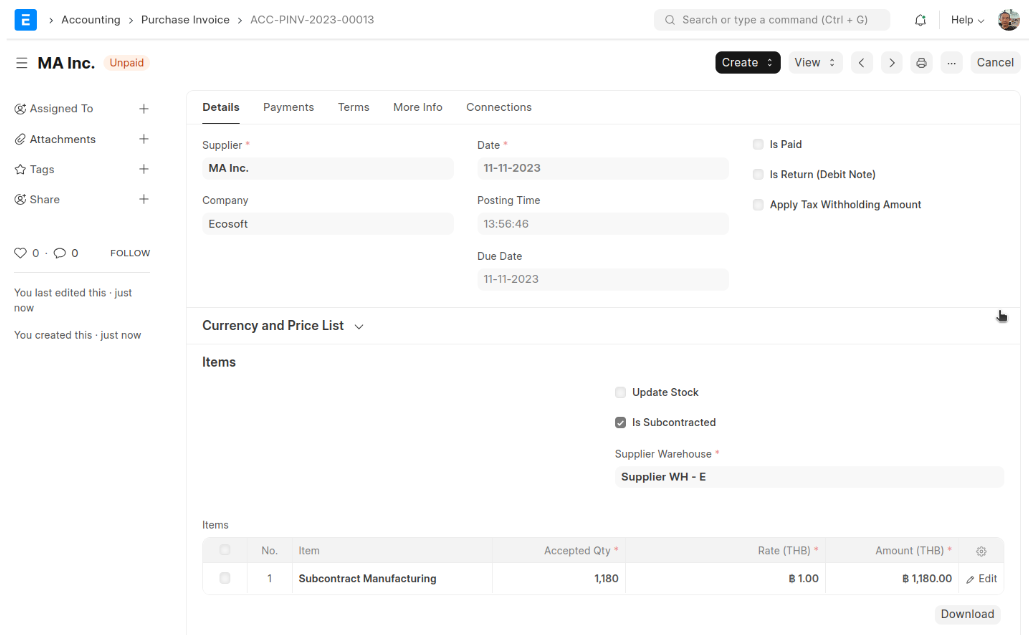 E
Accounting
Purchase Invoice
ACC-PINV-2023-00013
Search or type a command (Ctrl + G)
Help
MA Inc.
Unpaid
Create
View
...
Cancel
Assigned To
Attachments
Tags
Share
0 · 0
FOLLOW
You last edited this · just
now
You created this · just now
Details
Payments
Terms
More Info
Connections
Supplier *
MA Inc.
Company
Ecosoft
Date *
11-11-2023
Posting Time
13:56:46
Due Date
11-11-2023
Is Paid
Is Return (Debit Note)
Apply Tax Withholding Amount
Currency and Price List
Items
Update Stock
Is Subcontracted
Supplier Warehouse *
Supplier WH - E
Items
No. Item Accepted Qty * Rate (THB) * Amount (THB) *
1 Subcontract Manufacturing 1,180 ฿ 1.00 ฿ 1,180.00 Edit
Download